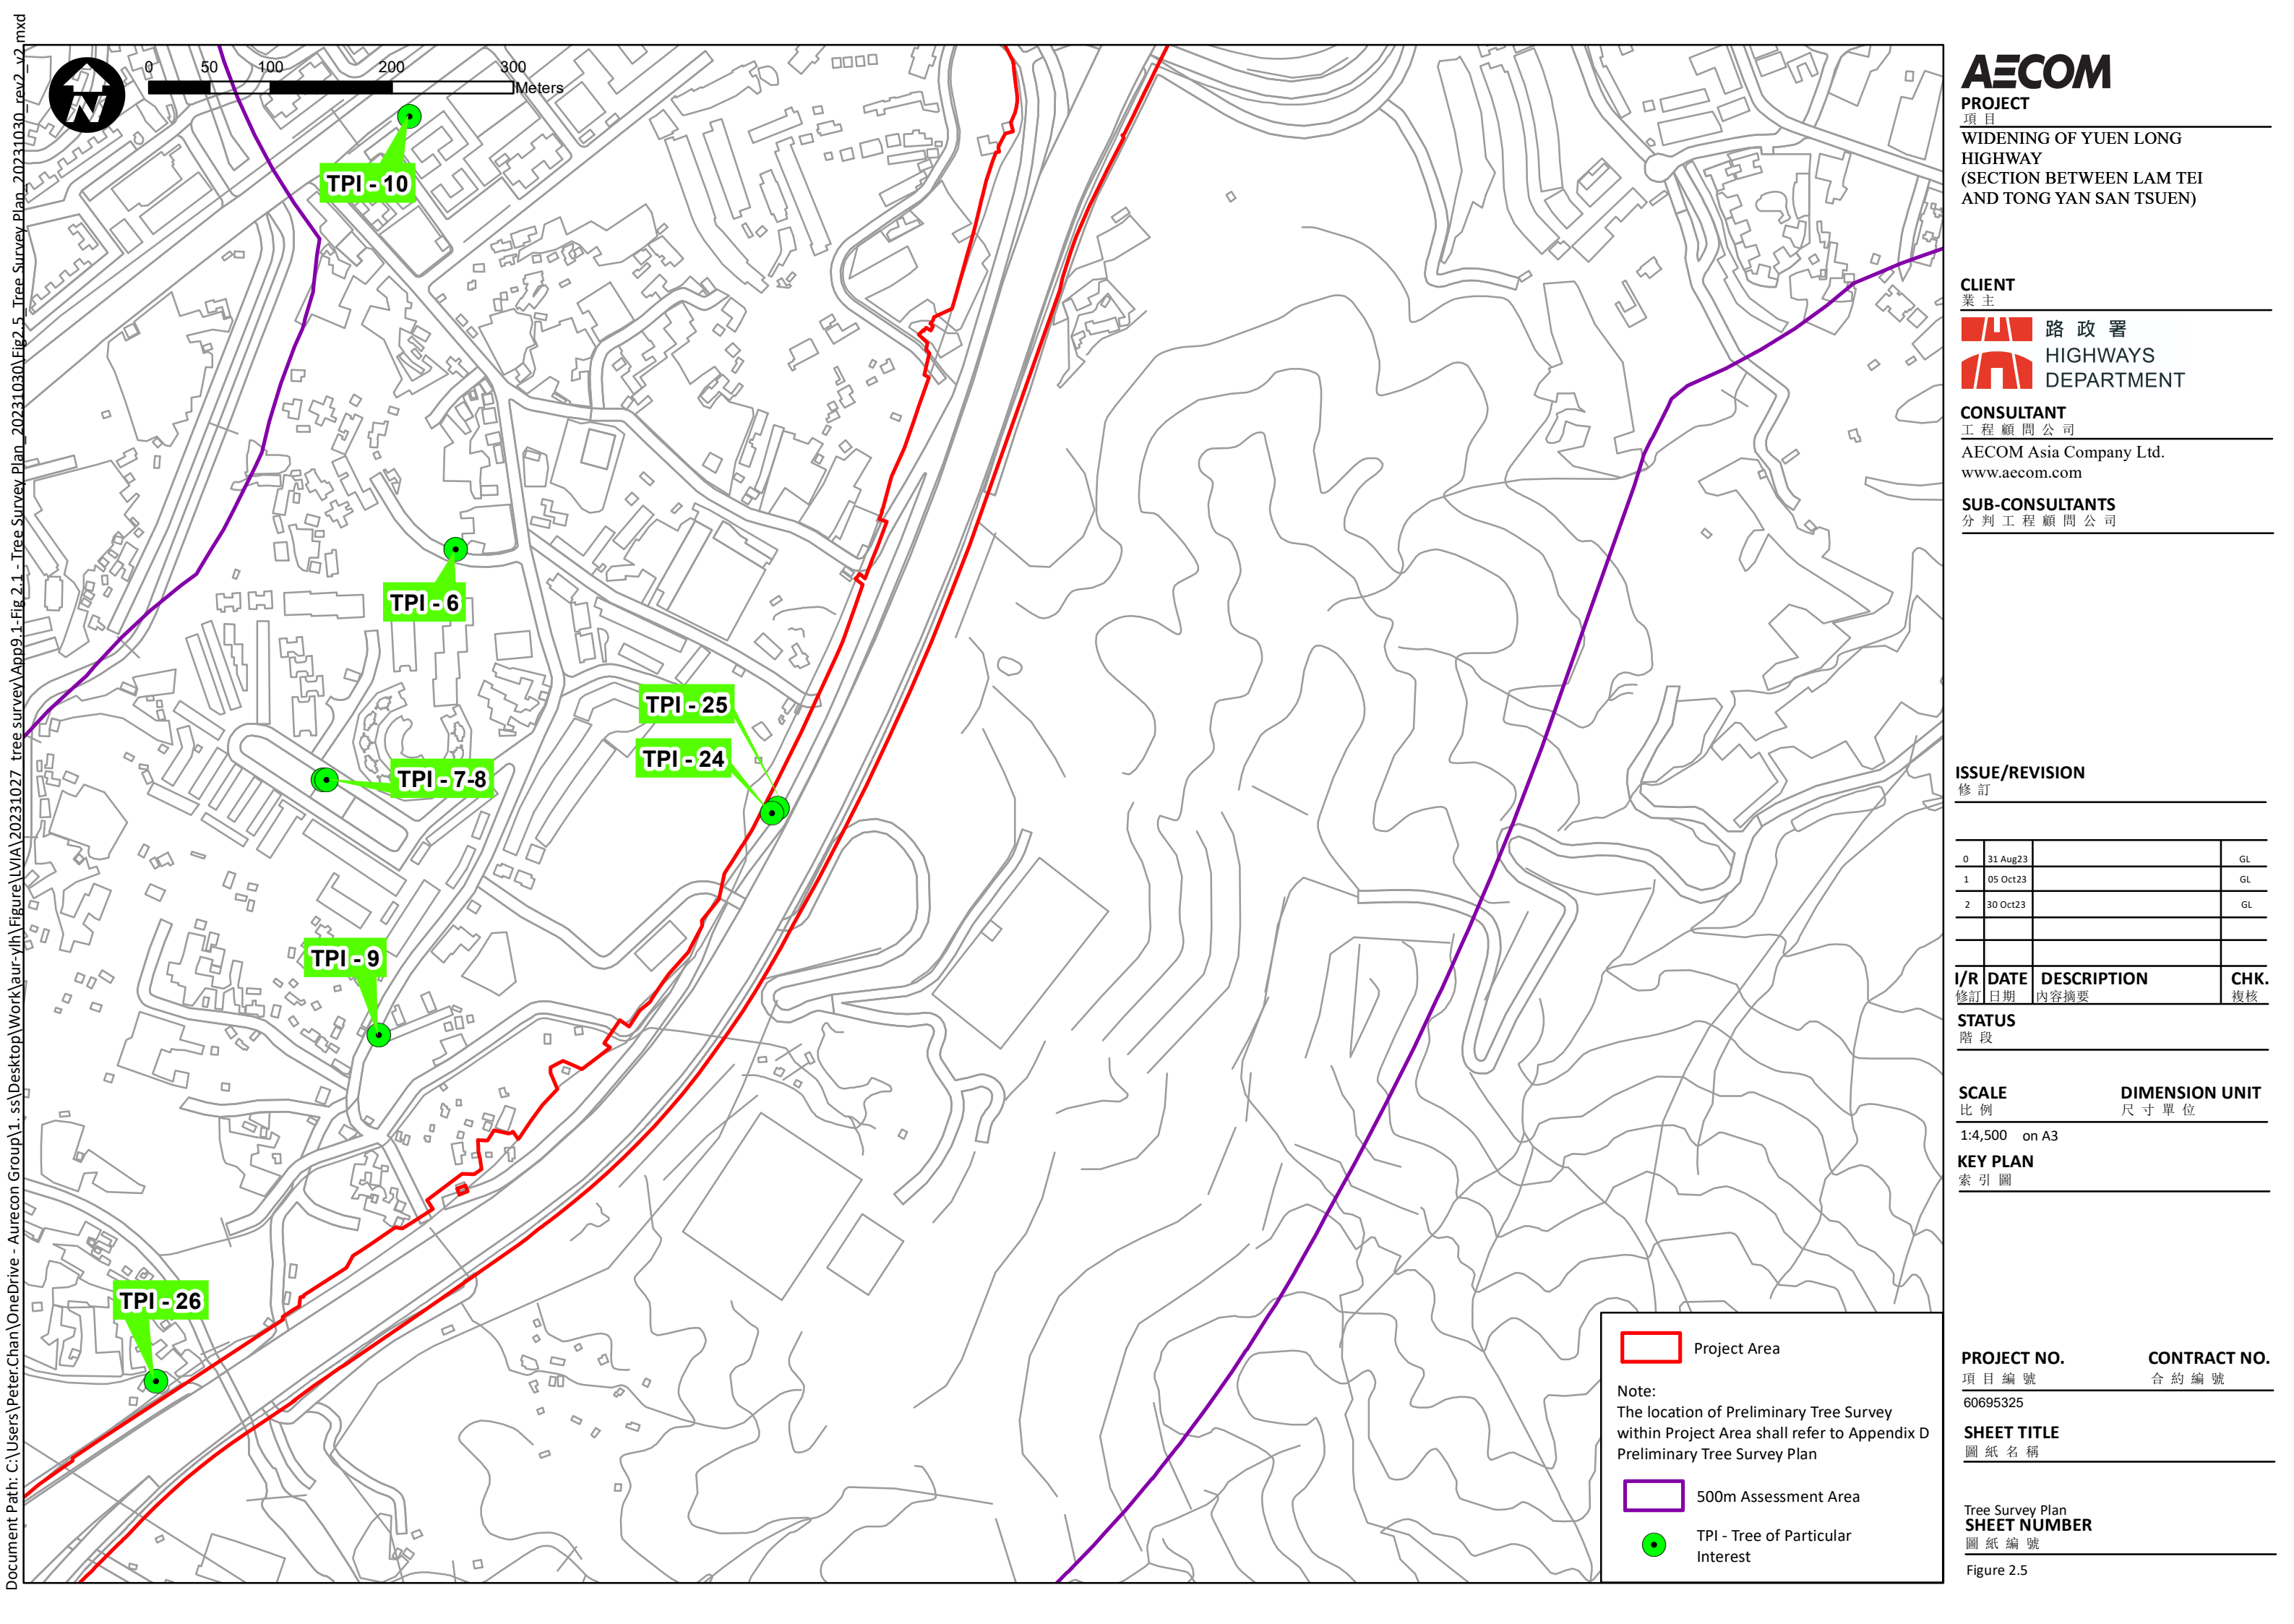 Document Path: C:\Users\Peter.Chan\OneDrive - Aurecon Group\1. ss\Desktop\Work\aur-vlh\Figure\LVIA\20231027 tree survey\App9.1-Fig 2.1 - Tree Survey Plan_20231030\Fig2.5_Tree Survey Plan_20231030_rev2_v2.mxd
0 50 100 200 300
Meters
N
TPI - 10
TPI - 6
TPI - 25
TPI - 24
TPI - 7-8
TPI - 9
TPI - 26
Project Area
Note:
The location of Preliminary Tree Survey
within Project Area shall refer to Appendix D
Preliminary Tree Survey Plan
500m Assessment Area
TPI - Tree of Particular
Interest
AECOM
PROJECT
項目
WIDENING OF YUEN LONG
HIGHWAY
(SECTION BETWEEN LAM TEI
AND TONG YAN SAN TSUEN)
CLIENT
業主
路政署
HIGHWAYS
DEPARTMENT
CONSULTANT
工程顧問公司
AECOM Asia Company Ltd.
www.aecom.com
SUB-CONSULTANTS
分判工程顧問公司
ISSUE/REVISION
修訂
0 31 Aug23 GL
1 05 Oct23 GL
2 30 Oct23 GL
I/R DATE DESCRIPTION CHK.
修訂 日期 內容摘要 複核
STATUS
階段
SCALE DIMENSION UNIT
比例 尺寸單位
1:4,500 on A3
KEY PLAN
索引圖
PROJECT NO. CONTRACT NO.
項目編號 合約編號
60695325
SHEET TITLE
圖紙名稱
Tree Survey Plan
SHEET NUMBER
圖紙編號
Figure 2.5